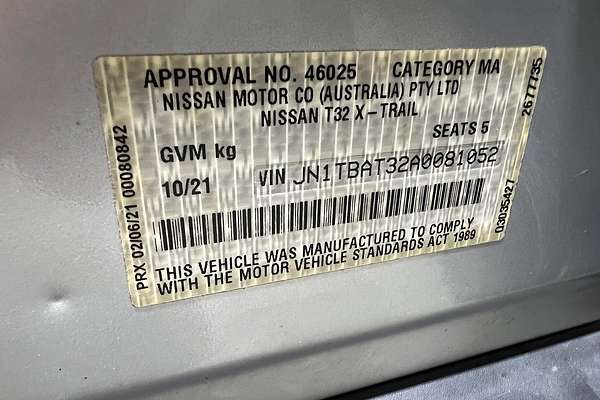 APPROVAL NO. 46025 CATEGORY MA
NISSAN MOTOR CO (AUSTRALIA) PTY LTD
NISSAN T32 X-TRAIL
SEATS 5
GVM kg
10/21 VIN JN1TBAT32A0081052
THIS VEHICLE WAS MANUFACTURED TO COMPLY
WITH THE MOTOR VEHICLE STANDARDS ACT 1989
PRX 02/06/21 00080842
2677735
03035427